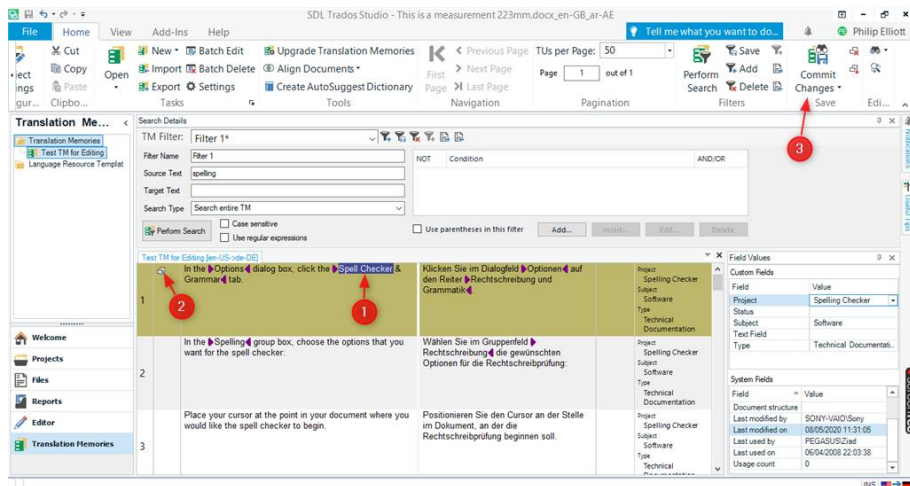 SDL Trados Studio - This is a measurement 223mm.docx_en-GB_ar-AE
File Home View Add-Ins Help Tell me what you want to do... Philip Elliott
Cut
Copy
Paste
Open
New
Import
Export
Batch Edit
Batch Delete
Settings
Upgrade Translation Memories
Align Documents
Create AutoSuggest Dictionary
First Page
Previous Page
Next Page
Last Page
TUs per Page: 50
Page 1 out of 1
Perform Search
Save
Add
Delete
Commit Changes
Clipbo... Tasks Tools Navigation Pagination Filters Save Edi...
3
Translation Me...
Translation Memories
Test TM for Editing
Language Resource Templat
Search Details
TM Filter: Filter 1*
Filter Name Filter 1
Source Text spelling
Target Text
Search Type Search entire TM
Perform Search
Case sensitive
Use regular expressions
NOT Condition AND/OR
Use parentheses in this filter Add... Insert... Edit... Delete
Notifications
Useful Tips
Test TM for Editing [en-US->de-DE]
1
In the Options dialog box, click the Spell Checker &
Grammar tab.
Klicken Sie im Dialogfeld Optionen auf
den Reiter Rechtschreibung und
Grammatik.
Project
Spelling Checker
Subject
Software
Type
Technical
Documentation
2
1
2
In the Spelling group box, choose the options that you
want for the spell checker:
Wählen Sie im Gruppenfeld
Rechtschreibung die gewünschten
Optionen für die Rechtschreibprüfung:
Project
Spelling Checker
Subject
Software
Type
Technical
Documentation
3
Place your cursor at the point in your document where you
would like the spell checker to begin.
Positionieren Sie den Cursor an der Stelle
im Dokument, an der die
Rechtschreibprüfung beginnen soll.
Project
Spelling Checker
Subject
Software
Type
Technical
Field Values
Custom Fields
Field Value
Project Spelling Checker
Status
Subject Software
Text Field
Type Technical Documentati..
System Fields
Field Value
Document structure
Last modified by SONY-VAIO\Sony
Last modified on 08/05/2020 11:31:05
Last used by PEGASUS\Ziad
Last used on 06/04/2008 22:03:38
Usage count 0
Welcome
Projects
Files
Reports
Editor
Translation Memories
INS